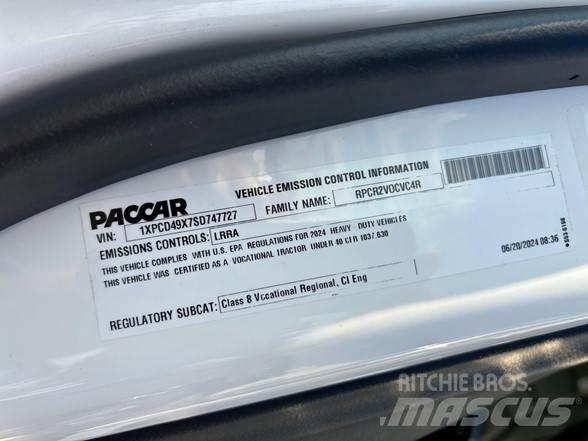 PACCAR
VEHICLE EMISSION CONTROL INFORMATION
VIN: 1XPCD49X7SD747727
FAMILY NAME: RPCR2VOCVC4R
EMISSIONS CONTROLS: LRRA
THIS VEHICLE COMPLIES WITH U.S. EPA REGULATIONS FOR 2024 HEAVY - DUTY VEHICLES
THIS VEHICLE WAS CERTIFIED AS A VOCATIONAL TRACTOR UNDER 40 CFR 1037.630
REGULATORY SUBCAT: Class 8 Vocational Regional, CI Eng
06/20/2024 08:36
RITCHIE BROS.
MASCUS